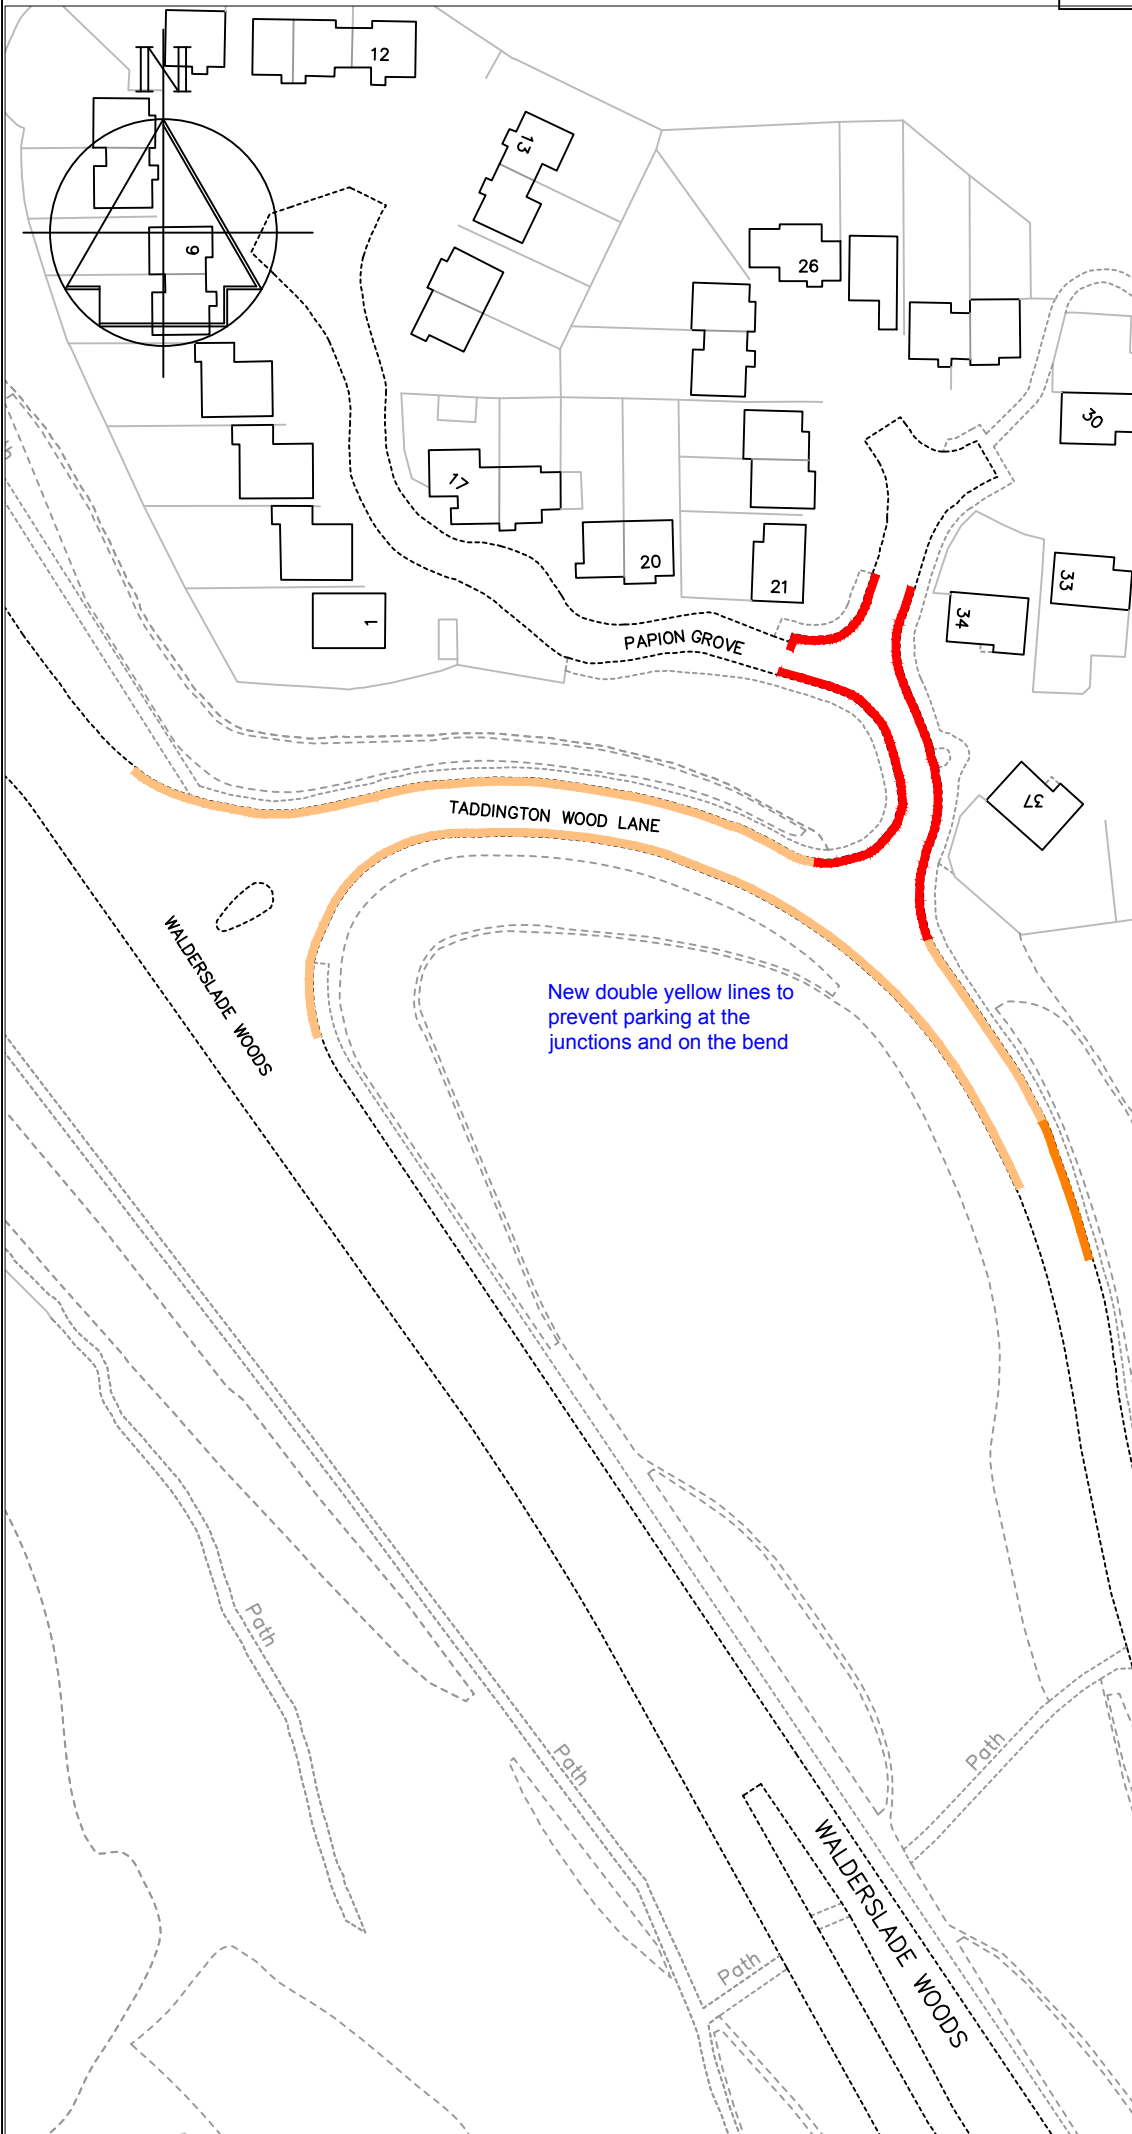 N
12
13
9
26
30
17
20
21
33
34
1
PAPION GROVE
37
TADDINGTON WOOD LANE
WALDERSLADE WOODS
New double yellow lines to
prevent parking at the
junctions and on the bend
Path
Path
Path
WALDERSLADE WOODS
Path